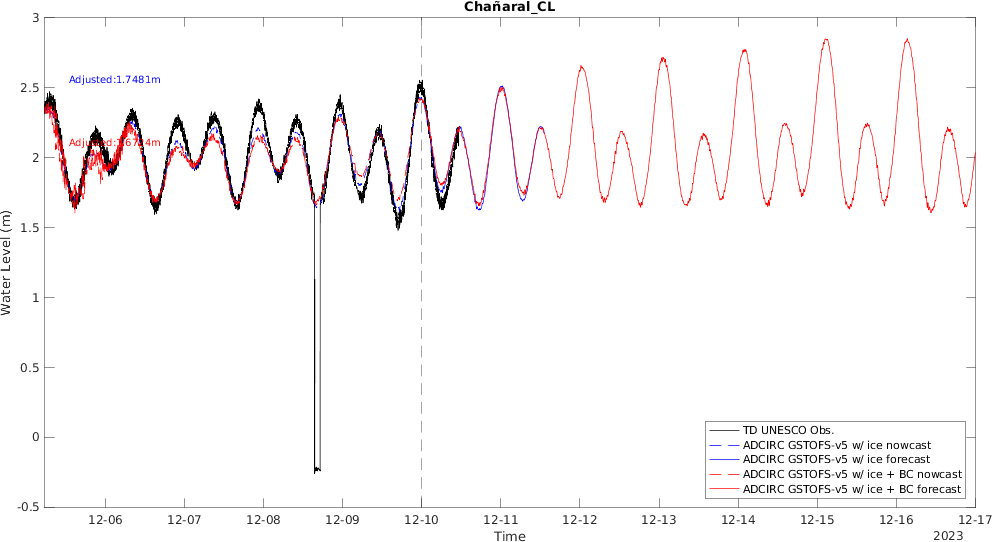 Chañaral_CL
3
2.5
2
1.5
1
0.5
0
-0.5
Water Level (m)
Adjusted:1.7481m
TD UNESCO Obs.
ADCIRC GSTOFS-v5 w/ ice nowcast
ADCIRC GSTOFS-v5 w/ ice forecast
ADCIRC GSTOFS-v5 w/ ice + BC nowcast
ADCIRC GSTOFS-v5 w/ ice + BC forecast
12-06 12-07 12-08 12-09 12-10 12-11 12-12 12-13 12-14 12-15 12-16 12-17
Time
2023